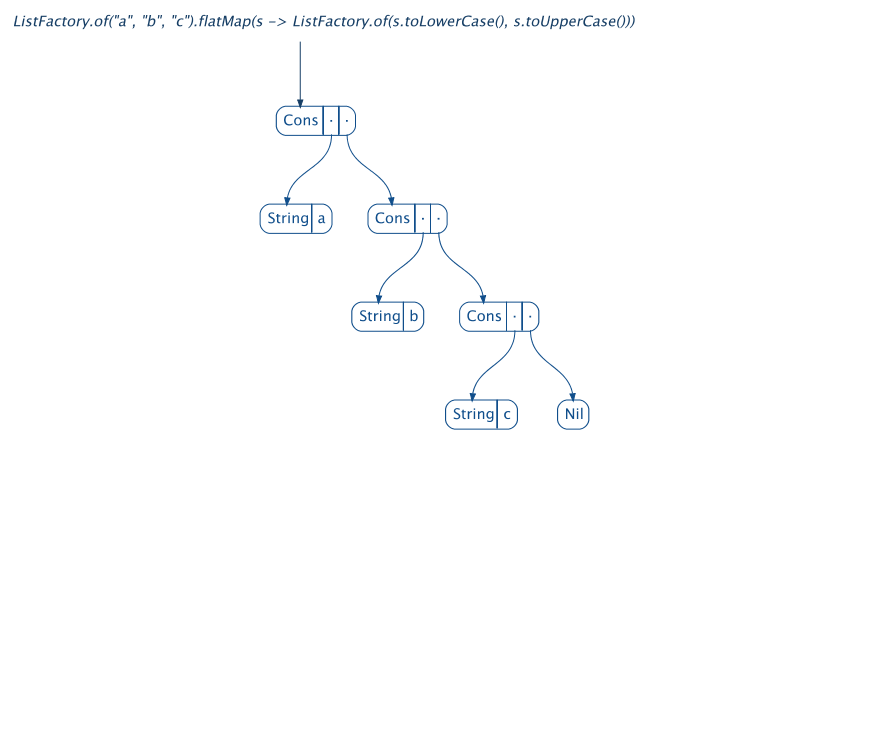 ListFactory.of("a", "b", "c").flatMap(s -> ListFactory.of(s.toLowerCase(), s.toUpperCase()))
Cons · ·
String a
Cons · ·
String b
Cons · ·
String c
Nil